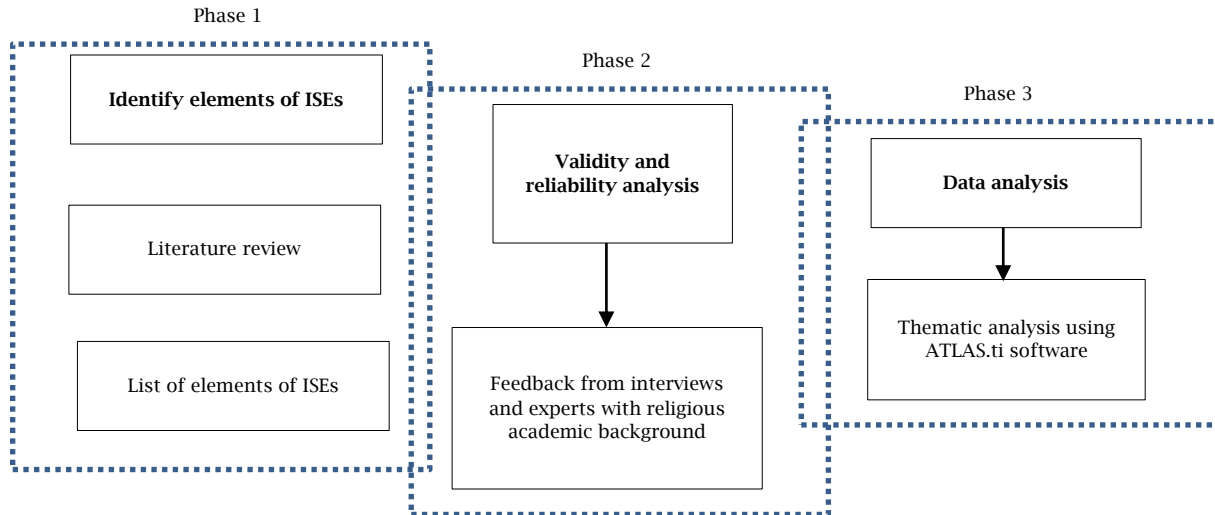 Phase 1
Identify elements of ISEs
Literature review
List of elements of ISEs
Phase 2
Validity and
reliability analysis
Feedback from interviews
and experts with religious
academic background
Phase 3
Data analysis
Thematic analysis using
ATLAS.ti software